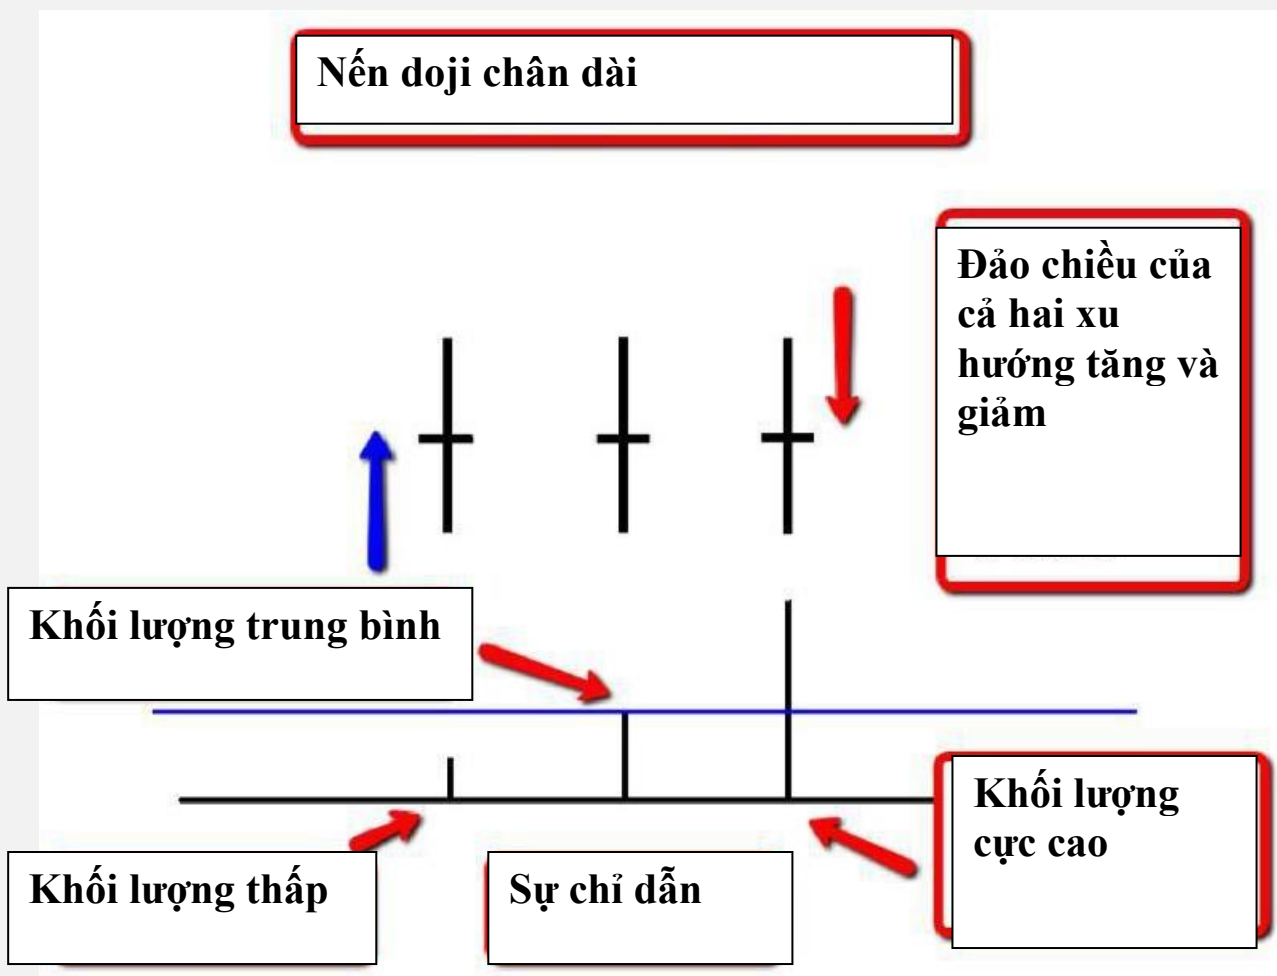 Nến doji chân dài
Đảo chiều của
cả hai xu
hướng tăng và
giảm
Khối lượng trung bình
Khối lượng
cực cao
Khối lượng thấp
Sự chỉ dẫn